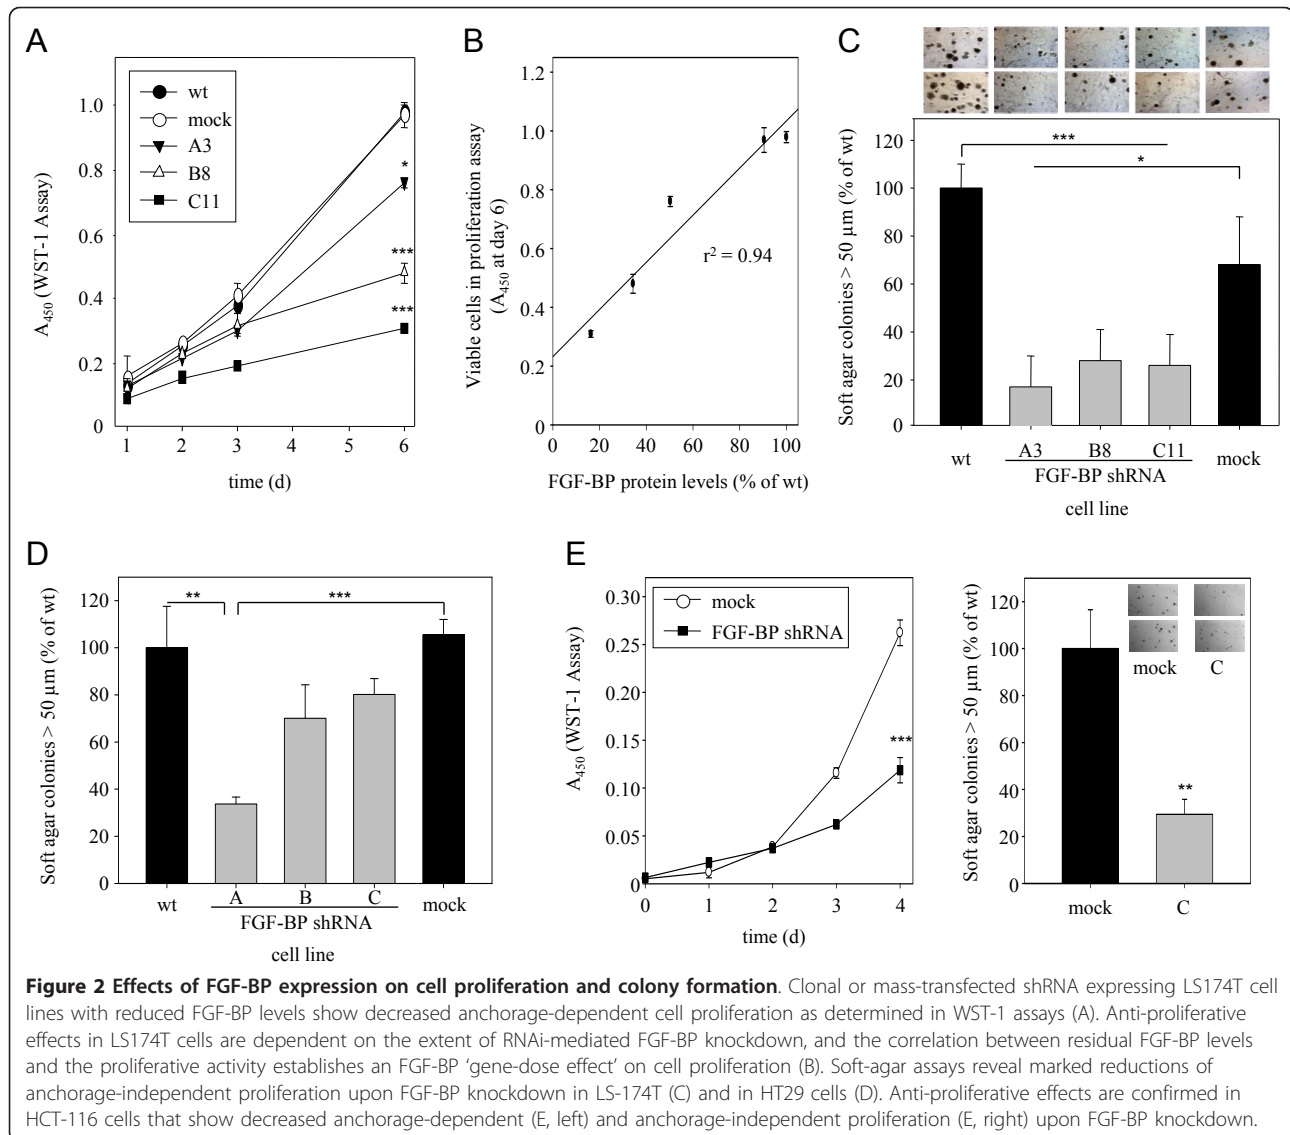 A
A450 (WST-1 Assay)
1.0
0.8
0.6
0.4
0.2
0
wt
mock
A3
B8
C11
*
***
***
1 2 3 4 5 6
time (d)
B
Viable cells in proliferation assay
(A450 at day 6)
1.2
1.0
0.8
0.6
0.4
0.2
0
r2 = 0.94
0 20 40 60 80 100
FGF-BP protein levels (% of wt)
C
Soft agar colonies > 50 µm (% of wt)
120
100
80
60
40
20
0
***
*
wt A3 B8 C11 mock
FGF-BP shRNA
cell line
D
Soft agar colonies > 50 µm (% of wt)
120
100
80
60
40
20
0
** ***
wt A B C mock
FGF-BP shRNA
cell line
E
A450 (WST-1 Assay)
0.30
0.25
0.20
0.15
0.10
0.05
0
mock
FGF-BP shRNA
***
0 1 2 3 4
time (d)
Soft agar colonies > 50 µm (% of wt)
120
100
80
60
40
20
0
mock C
**
mock C
Figure 2 Effects of FGF-BP expression on cell proliferation and colony formation. Clonal or mass-transfected shRNA expressing LS174T cell
lines with reduced FGF-BP levels show decreased anchorage-dependent cell proliferation as determined in WST-1 assays (A). Anti-proliferative
effects in LS174T cells are dependent on the extent of RNAi-mediated FGF-BP knockdown, and the correlation between residual FGF-BP levels
and the proliferative activity establishes an FGF-BP ‘gene-dose effect’ on cell proliferation (B). Soft-agar assays reveal marked reductions of
anchorage-independent proliferation upon FGF-BP knockdown in LS-174T (C) and in HT29 cells (D). Anti-proliferative effects are confirmed in
HCT-116 cells that show decreased anchorage-dependent (E, left) and anchorage-independent proliferation (E, right) upon FGF-BP knockdown.